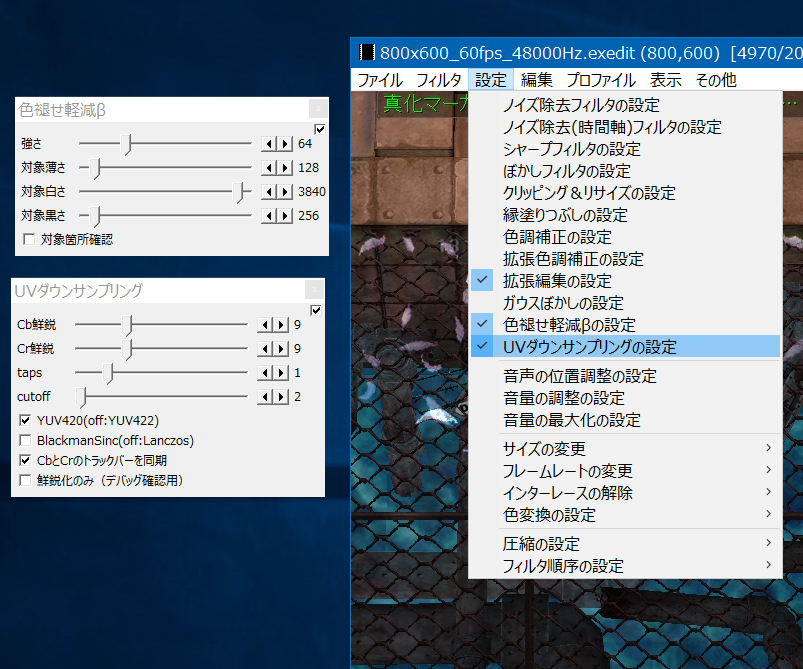 色褪せ軽減β
強さ 64
対象薄さ 128
対象白さ 3840
対象黒さ 256
対象箇所確認
UVダウンサンプリング
Cb鮮鋭 9
Cr鮮鋭 9
taps 1
cutoff 2
YUV420(off:YUV422)
BlackmanSinc(off:Lanczos)
CbとCrのトラックバーを同期
鮮鋭化のみ（デバッグ確認用）
800x600_60fps_48000Hz.exedit (800,600) [4970/20
ファイル フィルタ 設定 編集 プロファイル 表示 その他
真化マーカ
ノイズ除去フィルタの設定
ノイズ除去(時間軸)フィルタの設定
シャープフィルタの設定
ぼかしフィルタの設定
クリッピング＆リサイズの設定
縁塗りつぶしの設定
色調補正の設定
拡張色調補正の設定
拡張編集の設定
ガウスぼかしの設定
色褪せ軽減βの設定
UVダウンサンプリングの設定
音声の位置調整の設定
音量の調整の設定
音量の最大化の設定
サイズの変更
フレームレートの変更
インターレースの解除
色変換の設定
圧縮の設定
フィルタ順序の設定